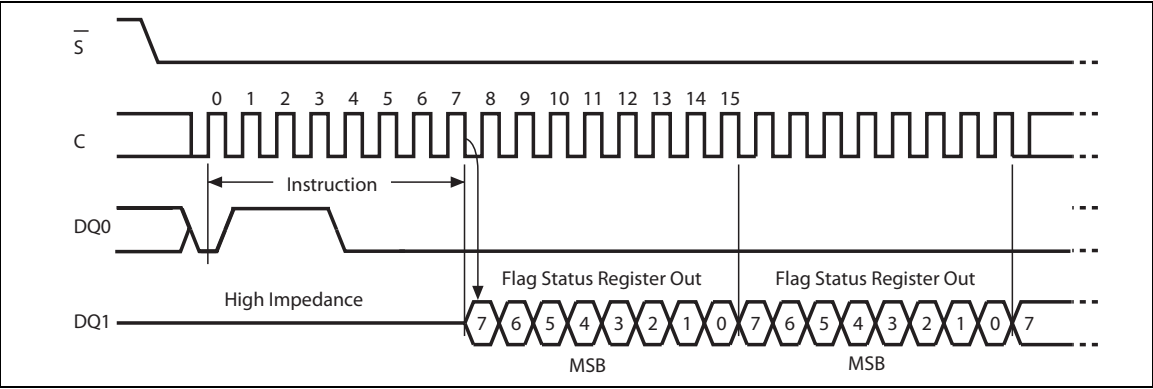 S
0 1 2 3 4 5 6 7 8 9 10 11 12 13 14 15
C
Instruction
DQ0
Flag Status Register Out Flag Status Register Out
High Impedance
DQ1 7 6 5 4 3 2 1 0 7 6 5 4 3 2 1 0 7
MSB MSB